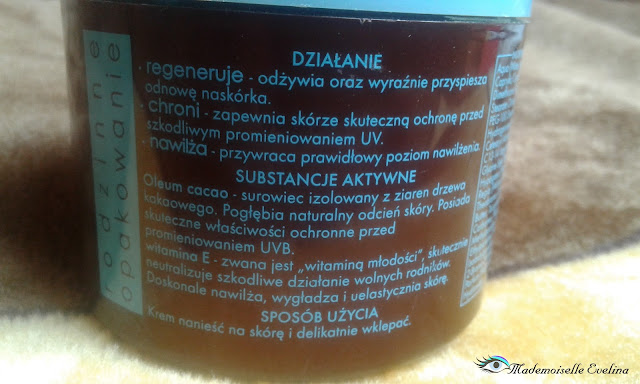 rodzinne
opakowanie
DZIAŁANIE
· regeneruje - odżywia oraz wyraźnie przyspiesza
odnowę naskórka.
· chroni - zapewnia skórze skuteczną ochronę przed
szkodliwym promieniowaniem UV.
· nawilża - przywraca prawidłowy poziom nawilżenia.
SUBSTANCJE AKTYWNE
Oleum cacao - surowiec izolowany z ziaren drzewa
kakaowego. Pogłębia naturalny odcień skóry. Posiada
skuteczne właściwości ochronne przed
promieniowaniem UVB.
witamina E - zwana jest „witaminą młodości”, skutecznie
neutralizuje szkodliwe działanie wolnych rodników.
Doskonale nawilża, wygładza i uelastycznia skórę.
SPOSÓB UŻYCIA
Krem nanieść na skórę i delikatnie wklepać.
Mademoiselle Evelina